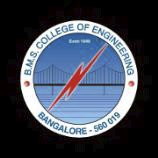 B.M.S. COLLEGE OF ENGINEERING
Estd. 1946
BANGALORE - 560 019